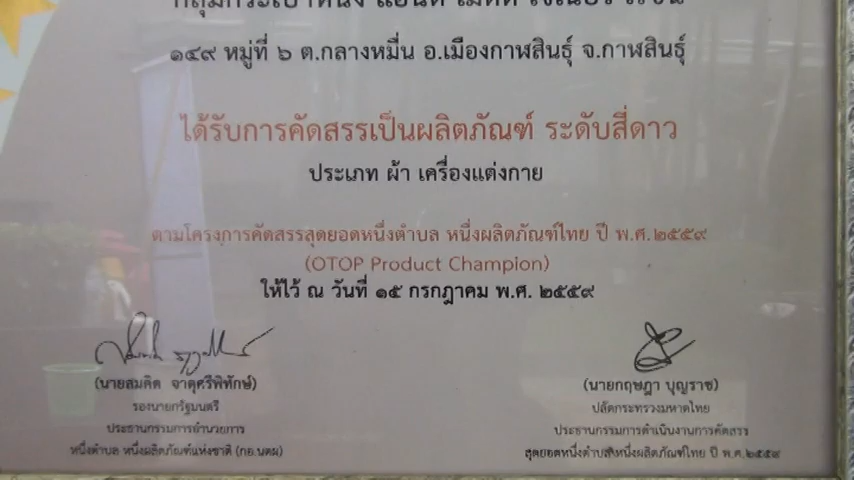 ๑๔๙ หมู่ที่ ๖ ต.กลางหมื่น อ.เมืองกาฬสินธุ์ จ.กาฬสินธุ์
ได้รับการคัดสรรเป็นผลิตภัณฑ์ ระดับสี่ดาว
ประเภท ผ้า เครื่องแต่งกาย
ตามโครงการคัดสรรสุดยอดหนึ่งตำบล หนึ่งผลิตภัณฑ์ไทย ปี พ.ศ.๒๕๕๙
(OTOP Product Champion)
ให้ไว้ ณ วันที่ ๑๕ กรกฎาคม พ.ศ. ๒๕๕๙
(นายสมคิด จาตุศรีพิทักษ์)
รองนายกรัฐมนตรี
ประธานกรรมการอำนวยการ
หนึ่งตำบล หนึ่งผลิตภัณฑ์แห่งชาติ (กอ.นตผ)
(นายกฤษฎา บุญราช)
ปลัดกระทรวงมหาดไทย
ประธานกรรมการดำเนินงานการคัดสรร
สุดยอดหนึ่งตำบล หนึ่งผลิตภัณฑ์ไทย ปี พ.ศ.๒๕๕๙